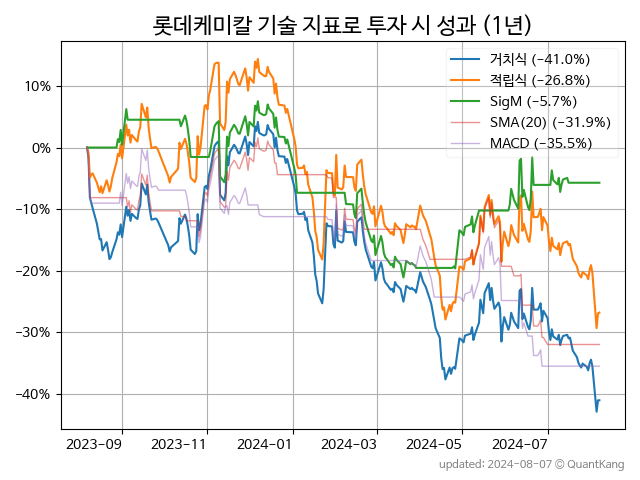 롯데케미칼 기술 지표로 투자 시 성과 (1년)
거치식 (−41.0%)
적립식 (−26.8%)
SigM (−5.7%)
SMA(20) (−31.9%)
MACD (−35.5%)
10%
0%
−10%
−20%
−30%
−40%
2023-09 2023-11 2024-01 2024-03 2024-05 2024-07
updated: 2024-08-07 © QuantKang